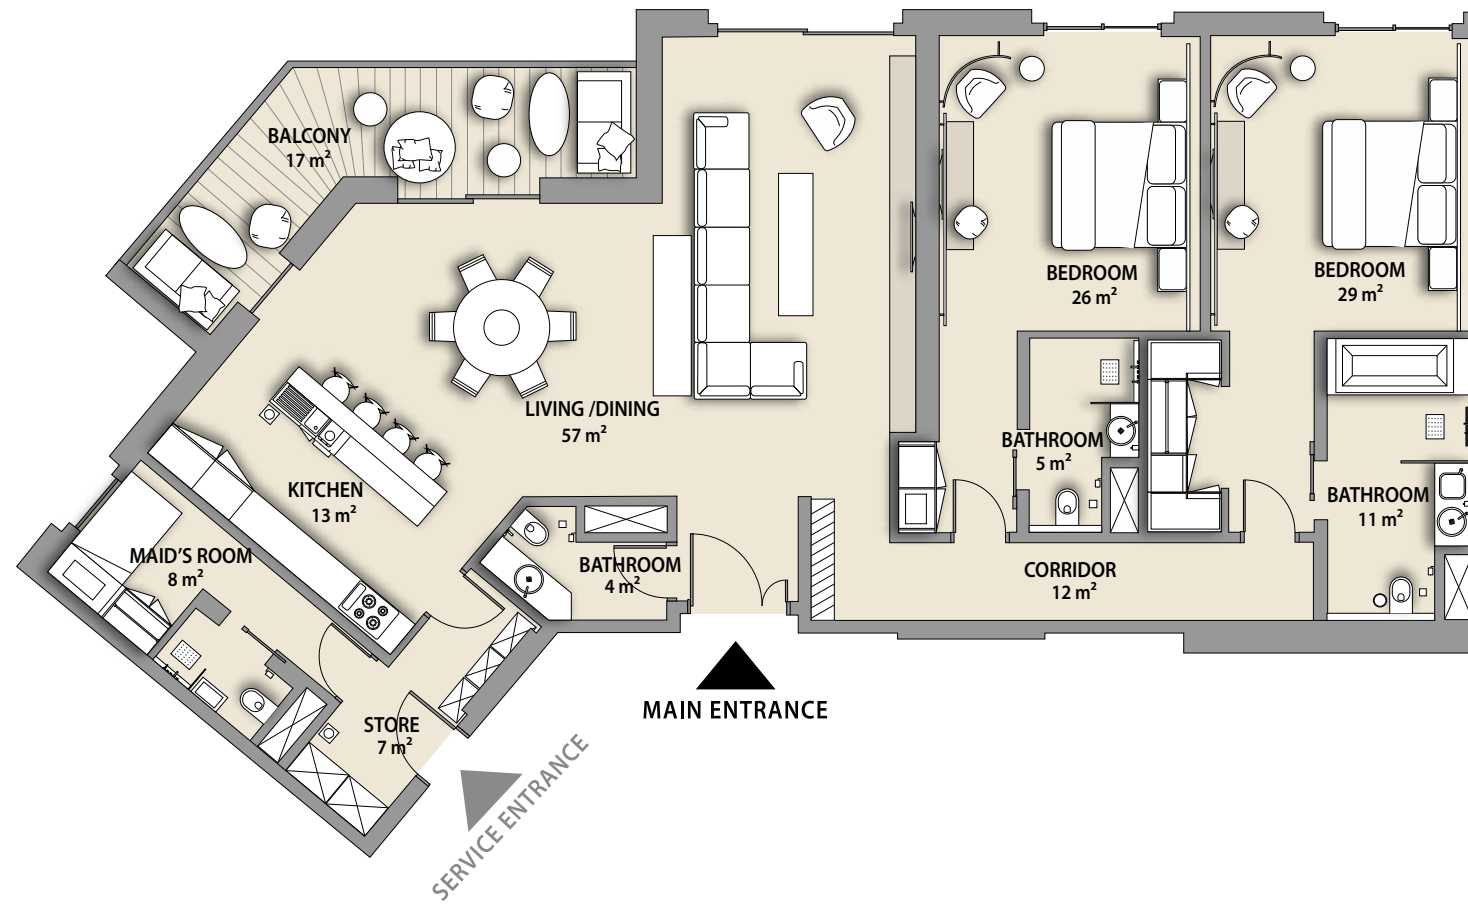 BALCONY
17 m²
BEDROOM
26 m²
BEDROOM
29 m²
LIVING /DINING
57 m²
BATHROOM
5 m²
KITCHEN
13 m²
BATHROOM
11 m²
MAID'S ROOM
8 m²
BATHROOM
4 m²
CORRIDOR
12 m²
MAIN ENTRANCE
STORE
7 m²
SERVICE ENTRANCE